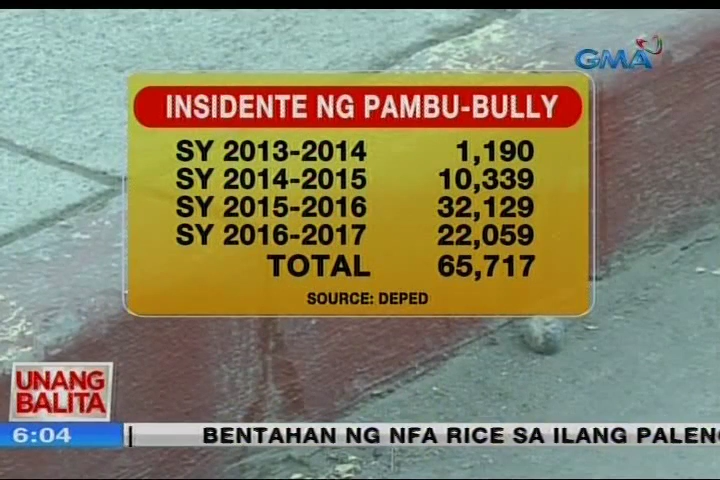 GMA
INSIDENTE NG PAMBU-BULLY
SY 2013-2014 1,190
SY 2014-2015 10,339
SY 2015-2016 32,129
SY 2016-2017 22,059
TOTAL 65,717
SOURCE: DEPED
UNANG
BALITA
6:04 BENTAHAN NG NFA RICE SA ILANG PALENG